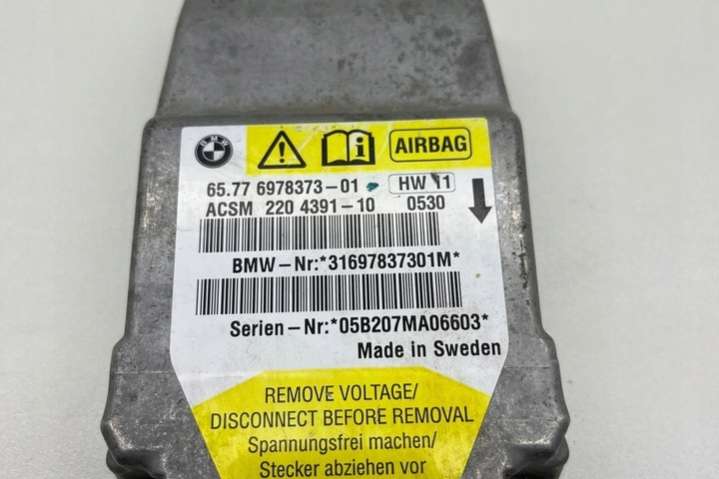 BMW
i
AIRBAG
65.77 6978373-01 HW 11
ACSM 220 4391-10 0530
BMW-Nr:*31697837301M*
Serien-Nr:*05B207MA06603*
Made in Sweden
REMOVE VOLTAGE/
DISCONNECT BEFORE REMOVAL
Spannungsfrei machen/
Stecker abziehen vor